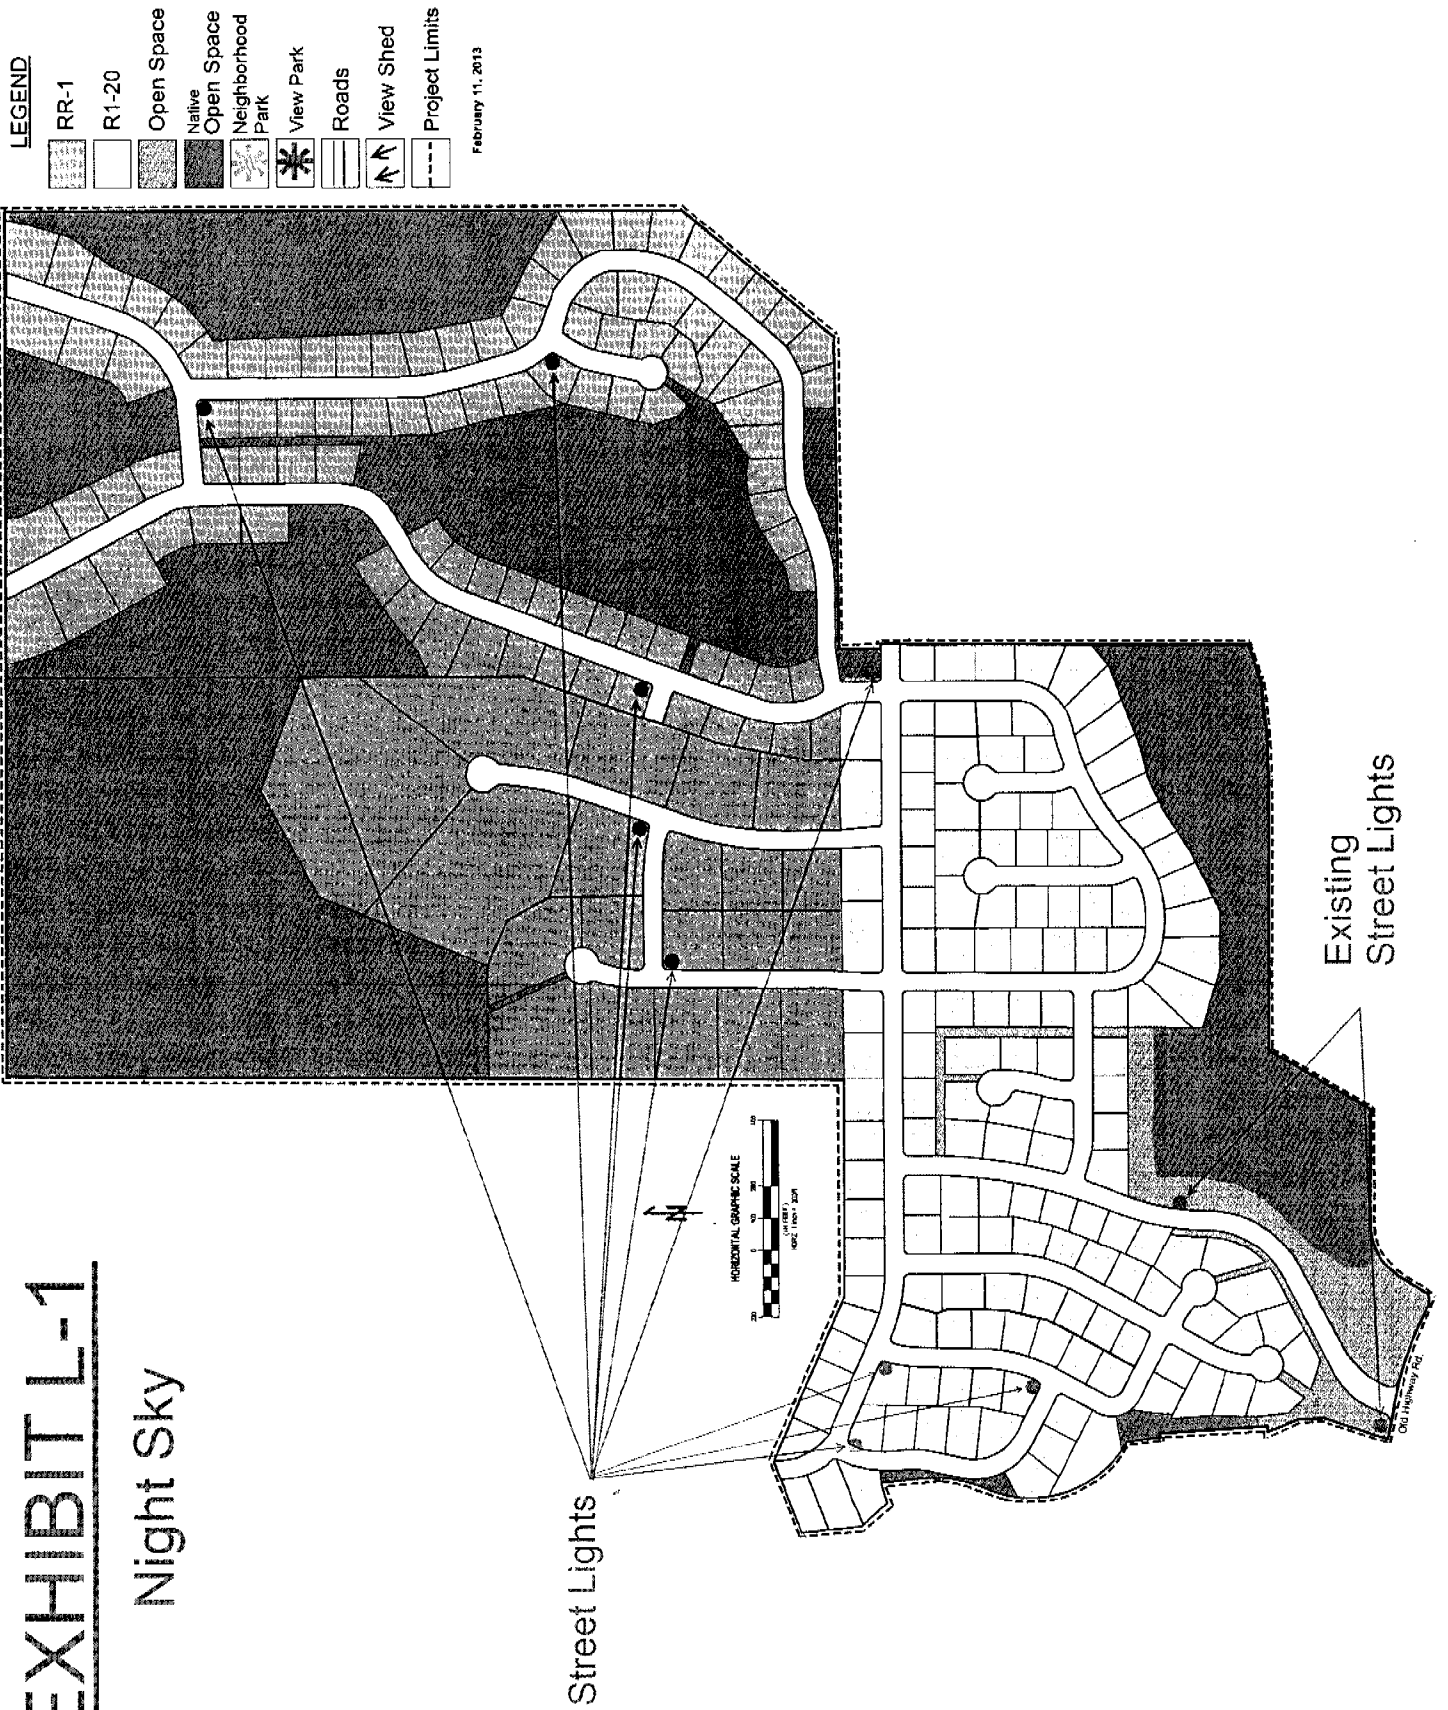 EXHIBIT L-1
Night Sky
LEGEND
RR-1
R1-20
Open Space
Native
Open Space
Neighborhood
Park
View Park
Roads
View Shed
Project Limits
February 11, 2013
Street Lights
N
HORIZONTAL GRAPHIC SCALE
Existing
Street Lights
Old Highway Rd.